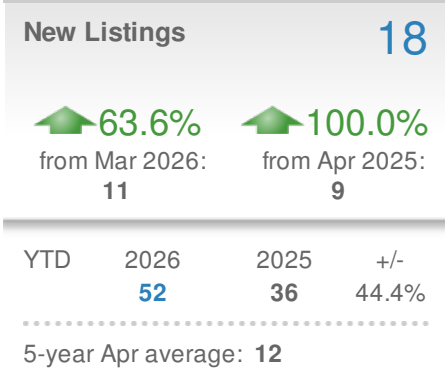 New Listings 18
63.6% 100.0%
from Mar 2026: from Apr 2025:
11 9
YTD 2026 2025 +/-
52 36 44.4%
5-year Apr average: 12